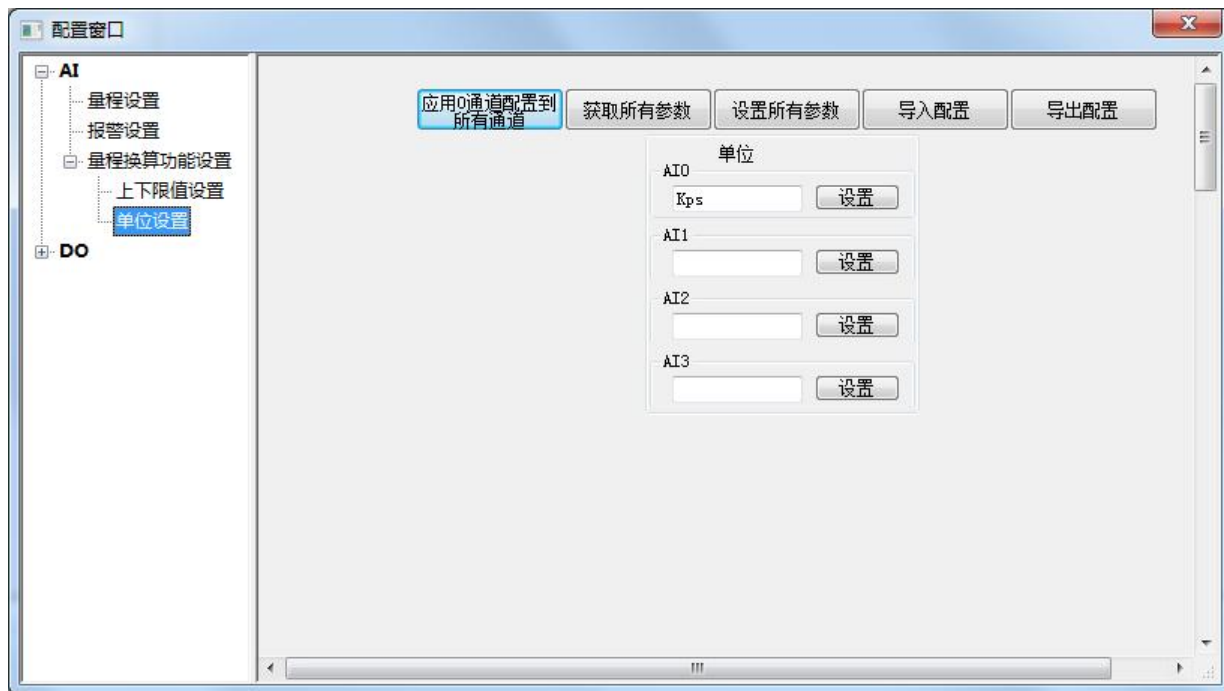 配置窗口
AI
量程设置
报警设置
量程换算功能设置
上下限值设置
单位设置
DO
应用0通道配置到
所有通道
获取所有参数
设置所有参数
导入配置
导出配置
单位
AI0
Kps
设置
AI1
设置
AI2
设置
AI3
设置